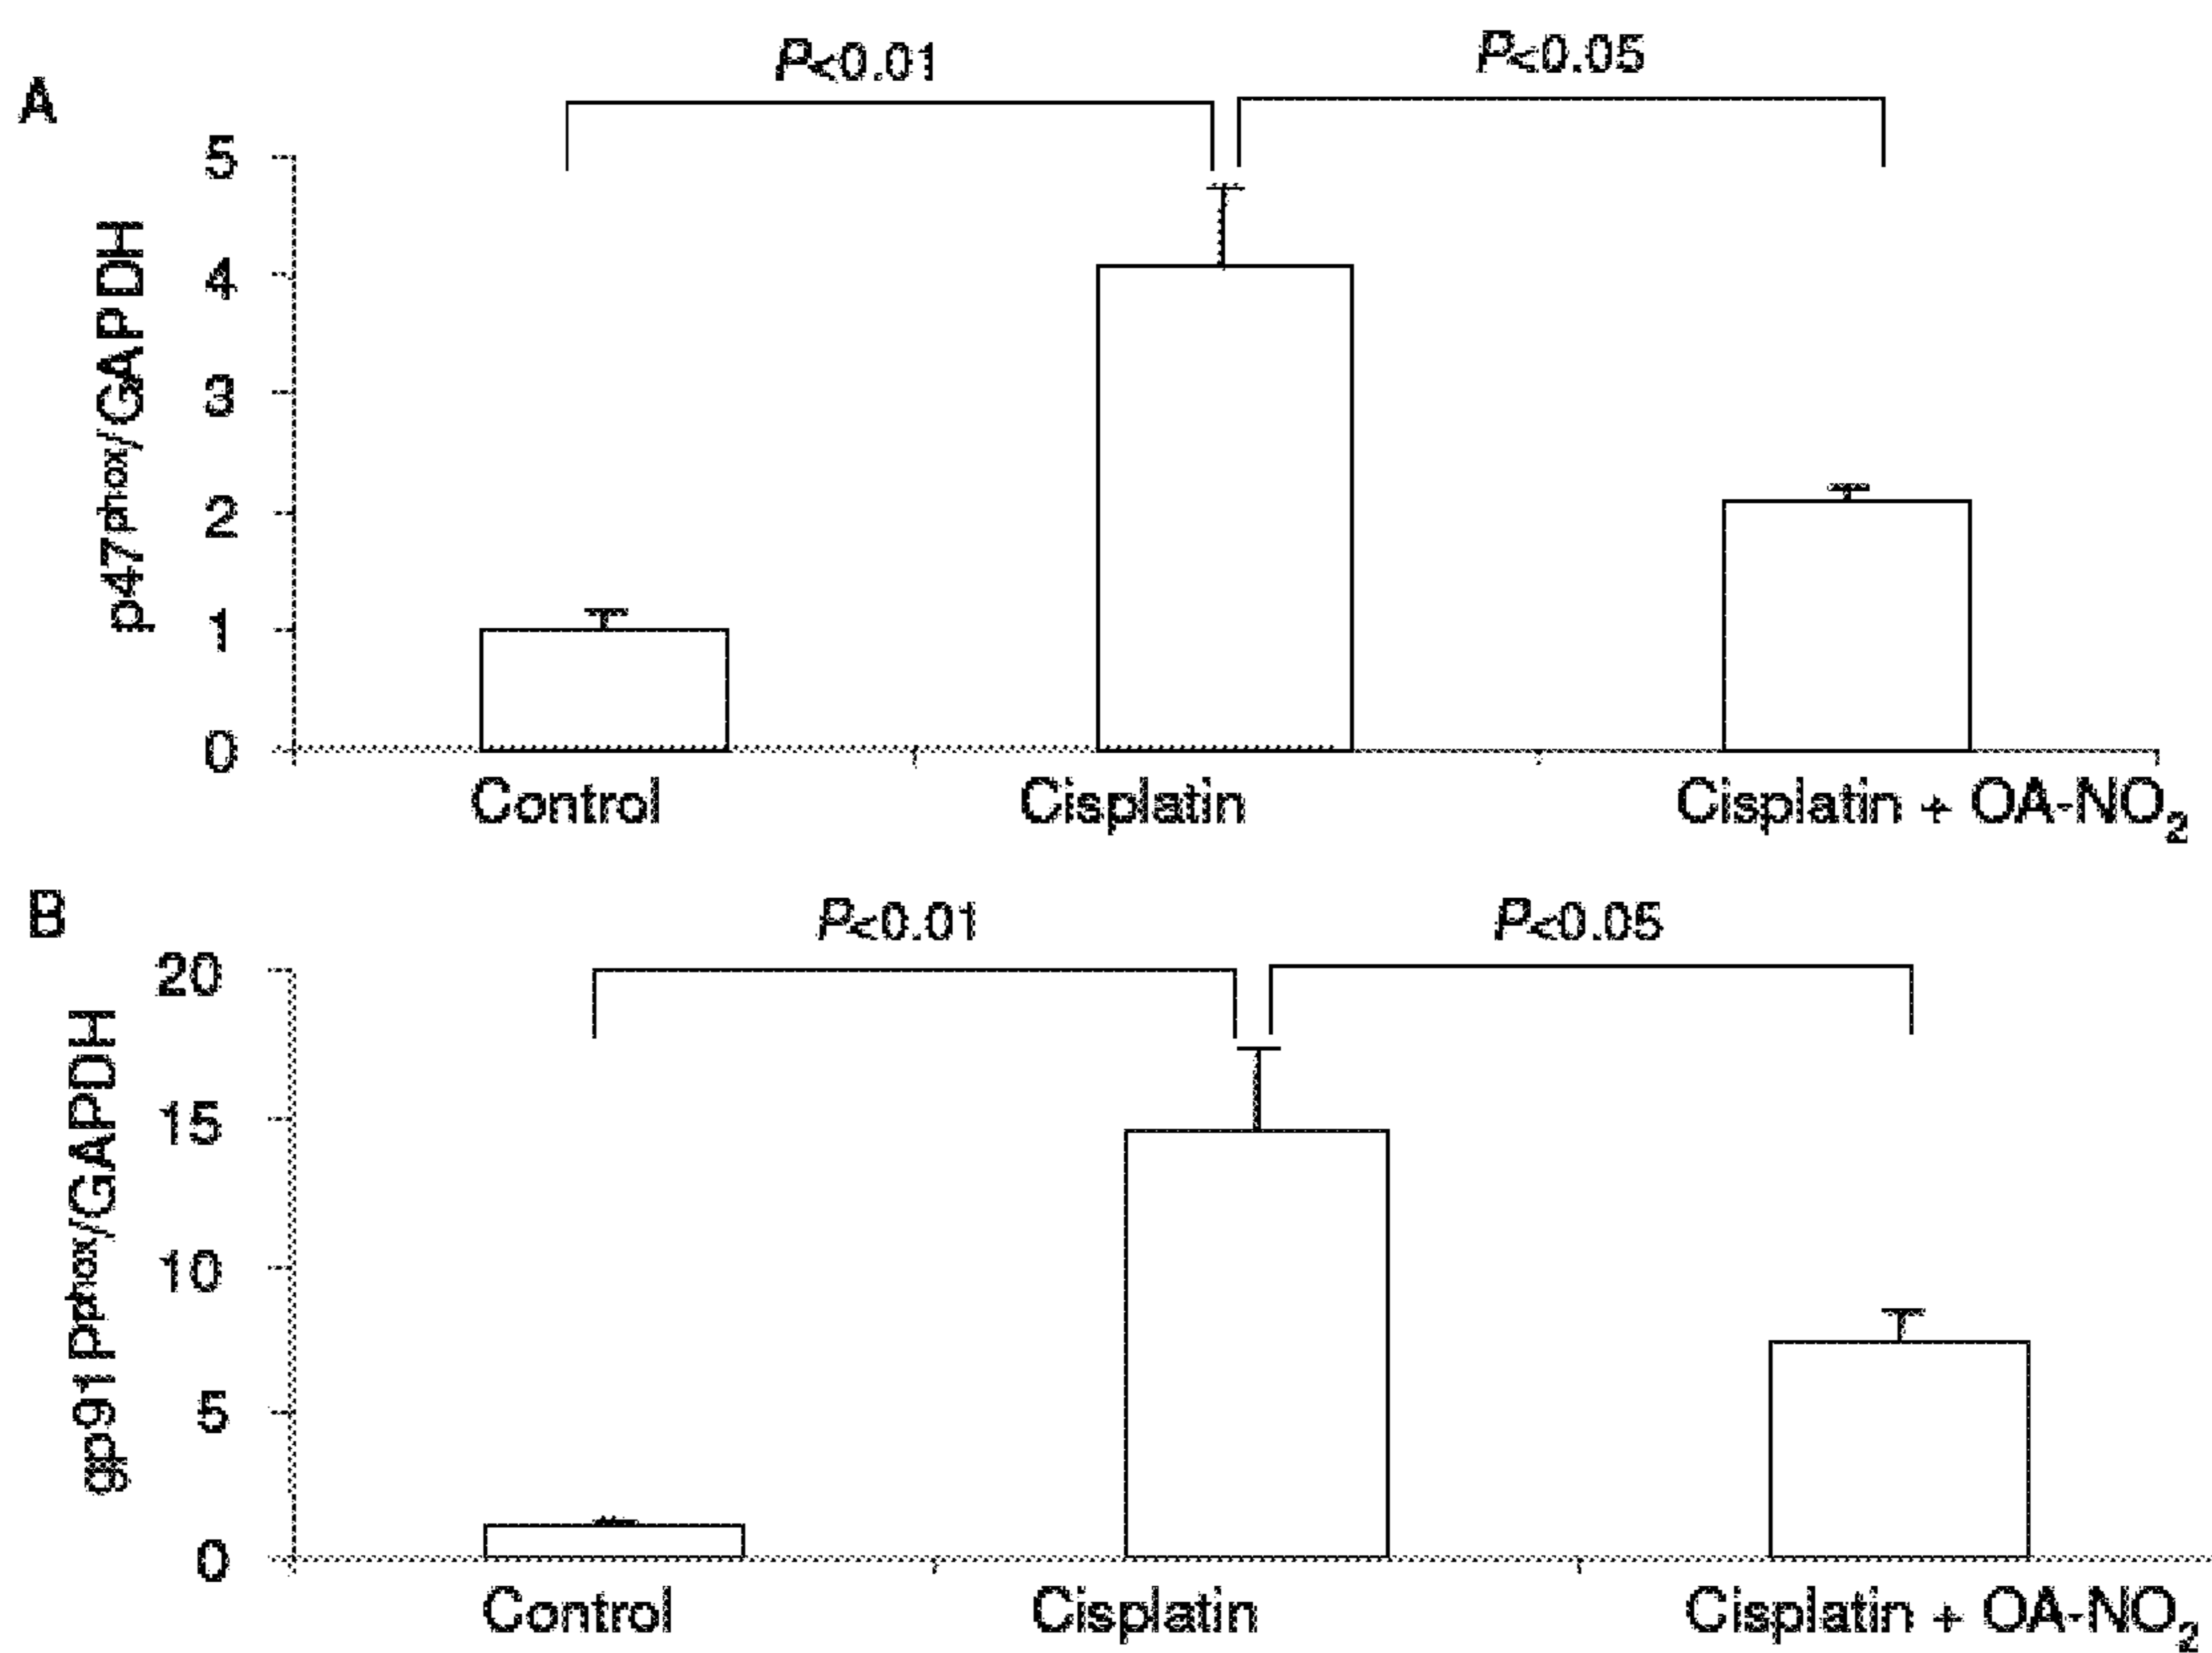 A
P<0.01
P<0.05
p47phox/GAPDH
5
4
3
2
1
0
Control
Cisplatin
Cisplatin + OA-NO2
B
P<0.01
P<0.05
gp91Pphox/GAPDH
20
15
10
5
0
Control
Cisplatin
Cisplatin + OA-NO2